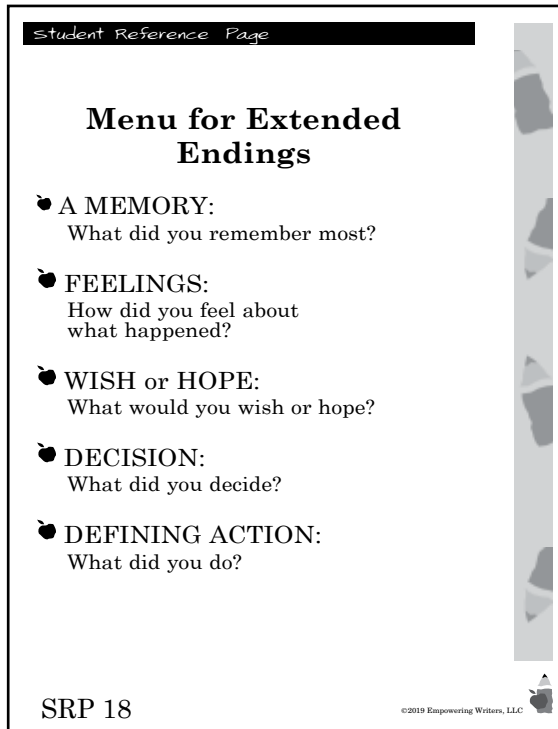 Student Reference Page
Menu for Extended
Endings
A MEMORY:
What did you remember most?
FEELINGS:
How did you feel about
what happened?
WISH or HOPE:
What would you wish or hope?
DECISION:
What did you decide?
DEFINING ACTION:
What did you do?
SRP 18
©2019 Empowering Writers, LLC